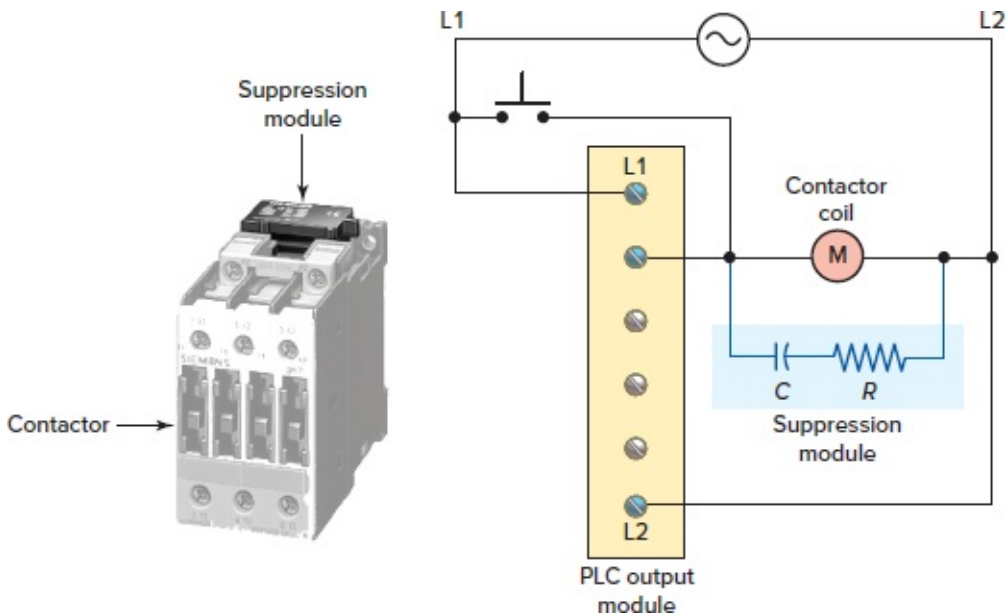 L1
L2
Suppression
module
L1
Contactor
coil
M
C
R
Suppression
module
SIEMENS
Contactor
L2
PLC output
module